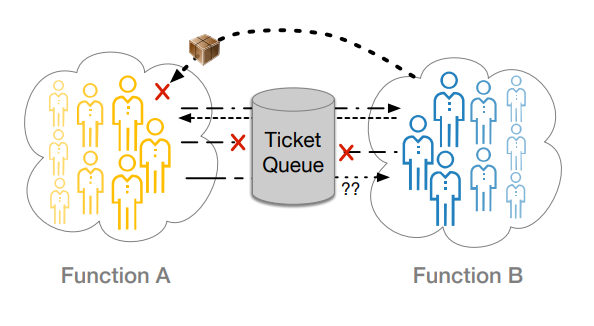 Ticket
Queue
??
Function A
Function B